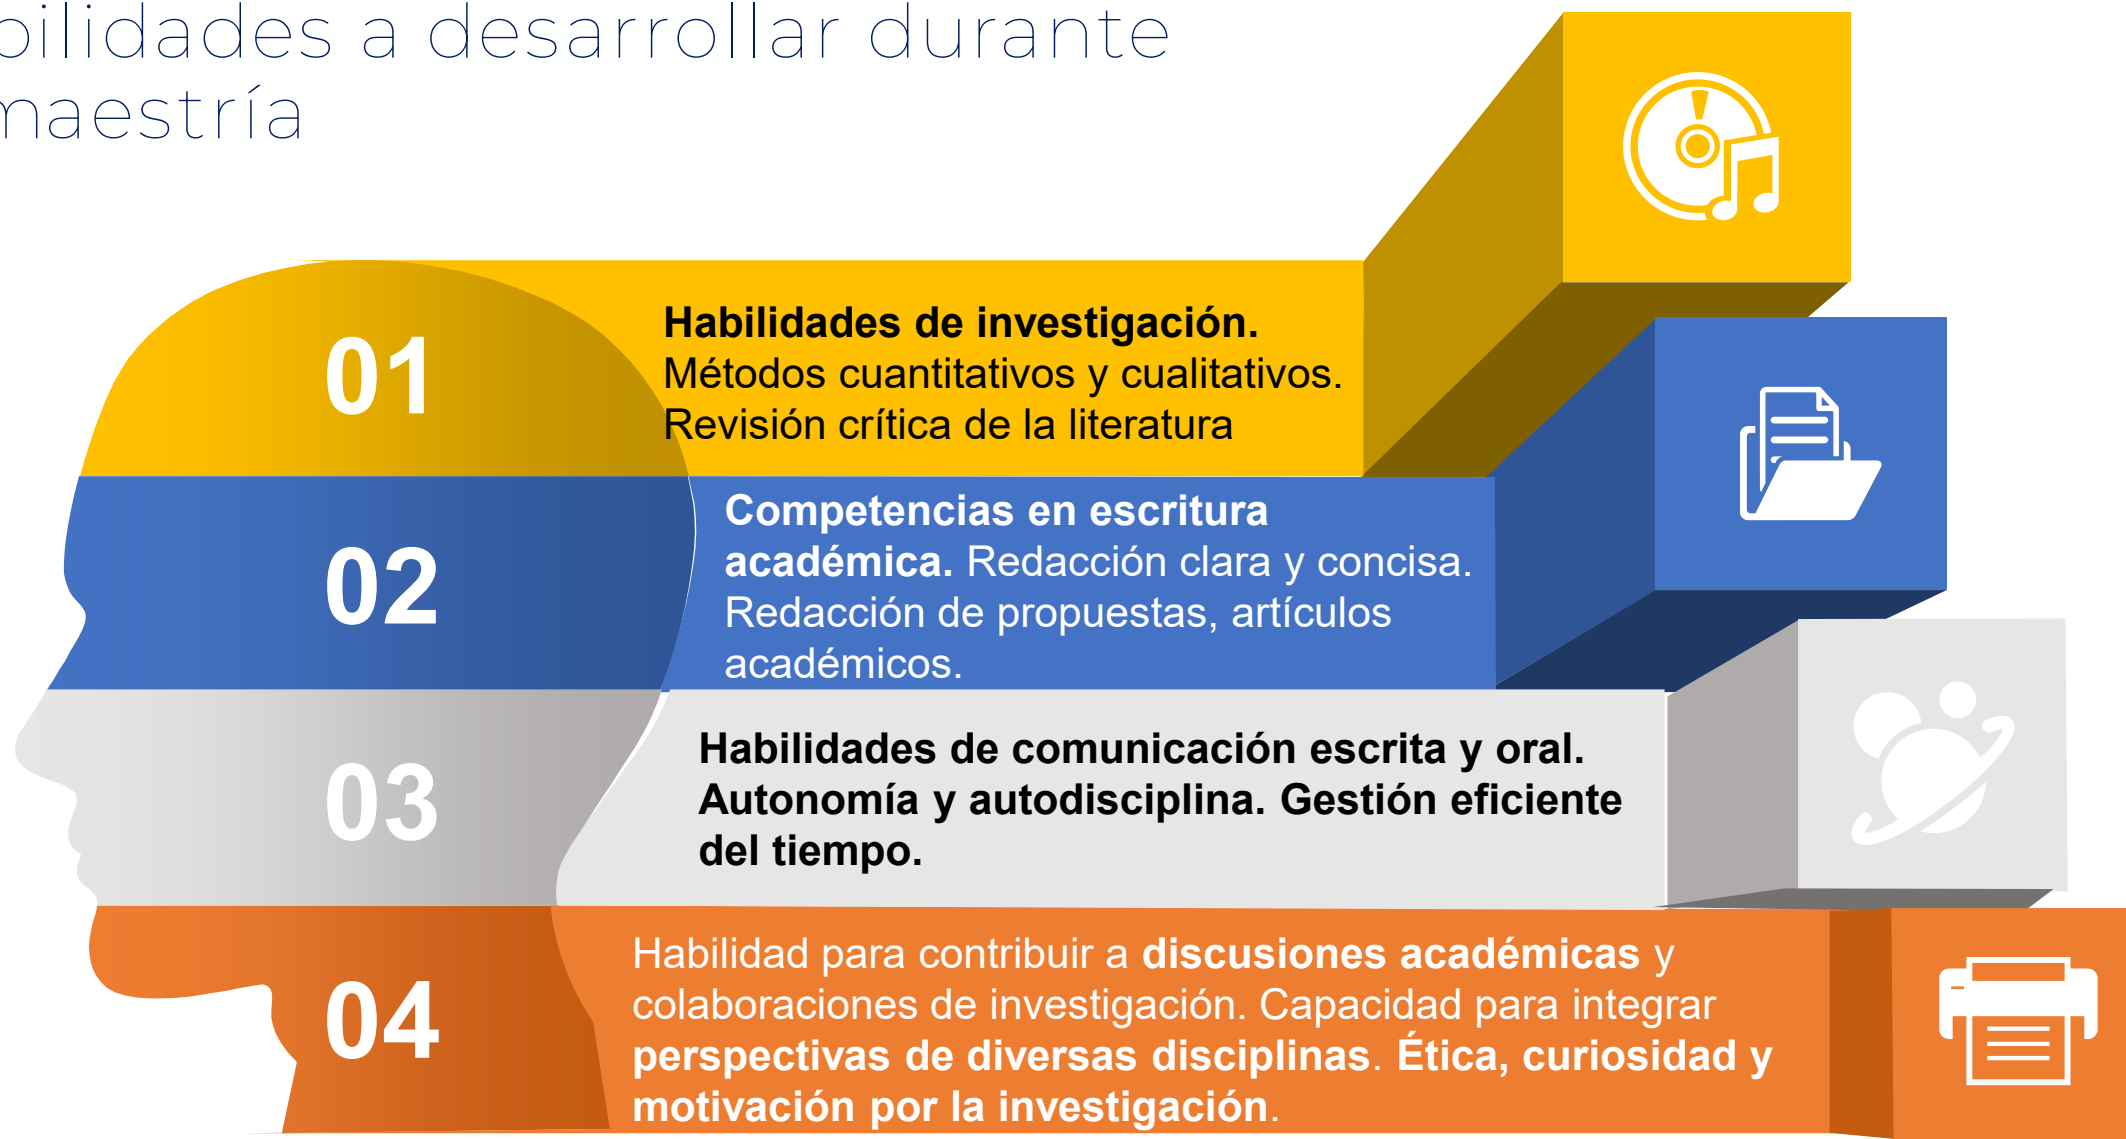 bilidades a desarrollar durante
maestría
01
Habilidades de investigación.
Métodos cuantitativos y cualitativos.
Revisión crítica de la literatura
02
Competencias en escritura
académica. Redacción clara y concisa.
Redacción de propuestas, artículos
académicos.
03
Habilidades de comunicación escrita y oral.
Autonomía y autodisciplina. Gestión eficiente
del tiempo.
04
Habilidad para contribuir a discusiones académicas y
colaboraciones de investigación. Capacidad para integrar
perspectivas de diversas disciplinas. Ética, curiosidad y
motivación por la investigación.